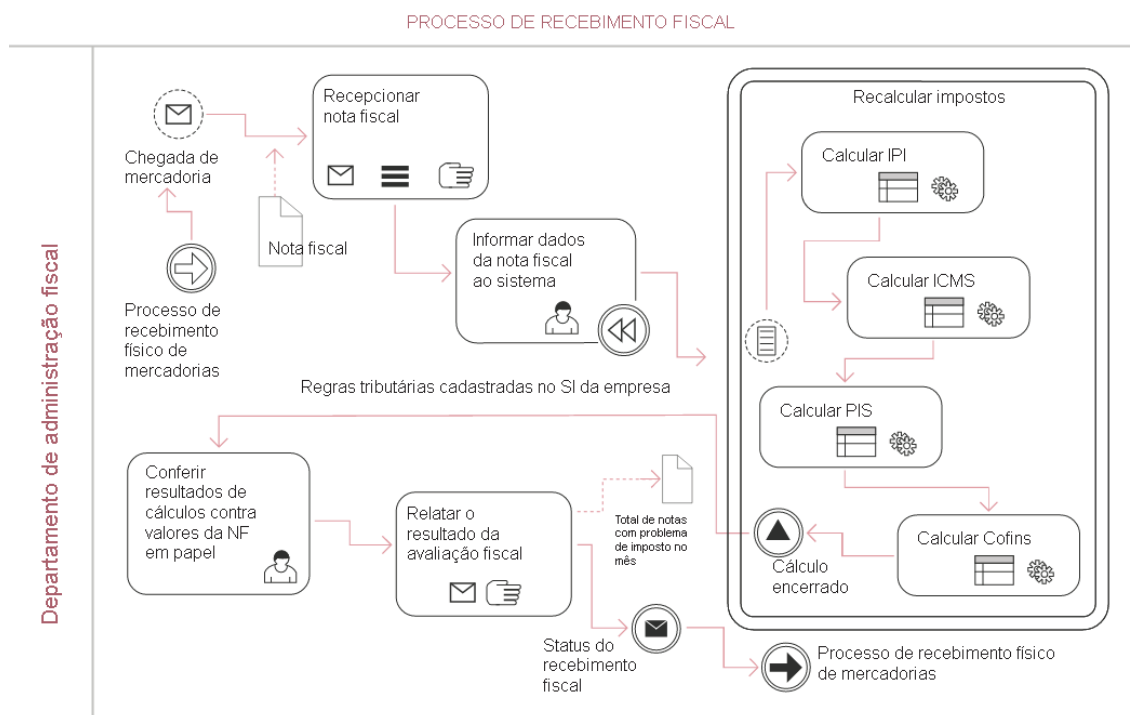 PROCESSO DE RECEBIMENTO FISCAL
Departamento de administração fiscal
Chegada de
mercadoria
Processo de
recebimento
físico de
mercadorias
Nota fiscal
Recepcionar
nota fiscal
Informar dados
da nota fiscal
ao sistema
Regras tributárias cadastradas no SI da empresa
Recalcular impostos
Calcular IPI
Calcular ICMS
Calcular PIS
Calcular Cofins
Cálculo
encerrado
Conferir
resultados de
cálculos contra
valores da NF
em papel
Relatar o
resultado da
avaliação fiscal
Total de notas
com problema
de imposto no
mês
Status do
recebimento
fiscal
Processo de recebimento físico
de mercadorias